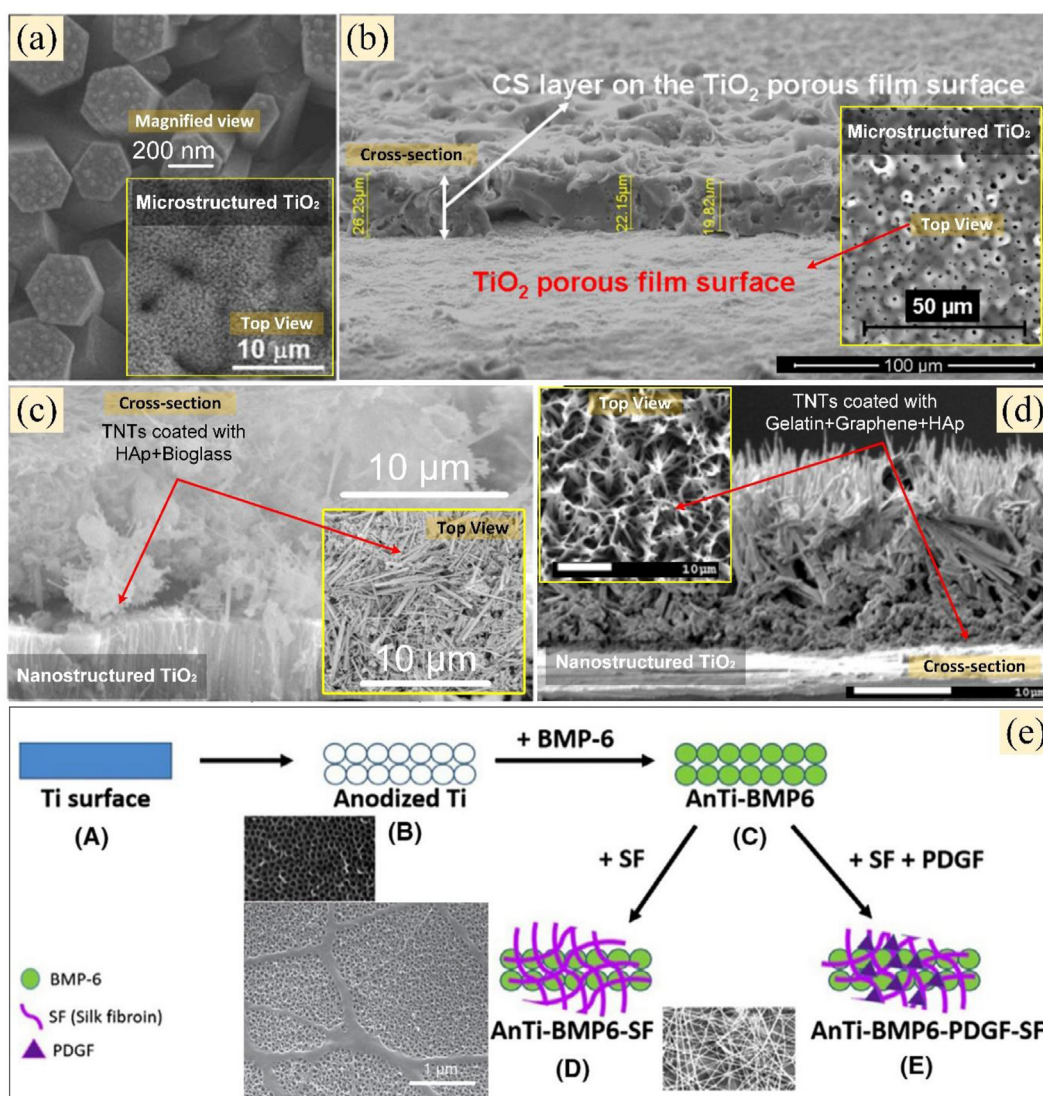 (a)
Magnified view
200 nm
Microstructured TiO₂
Top View
10 µm
(b)
CS layer on the TiO₂ porous film surface
Cross-section
26.23µm
22.15µm
19.82µm
Microstructured TiO₂
Top View
50 µm
TiO₂ porous film surface
100 µm
(c)
Cross-section
TNTs coated with
HAp+Bioglass
10 µm
Top View
10 µm
Nanostructured TiO₂
(d)
Top View
10µm
TNTs coated with
Gelatin+Graphene+HAp
Nanostructured TiO₂
Cross-section
10µm
(e)
Ti surface
(A)
Anodized Ti
(B)
+ BMP-6
AnTi-BMP6
(C)
+ SF
+ SF + PDGF
1 µm
BMP-6
SF (Silk fibroin)
PDGF
AnTi-BMP6-SF
(D)
AnTi-BMP6-PDGF-SF
(E)